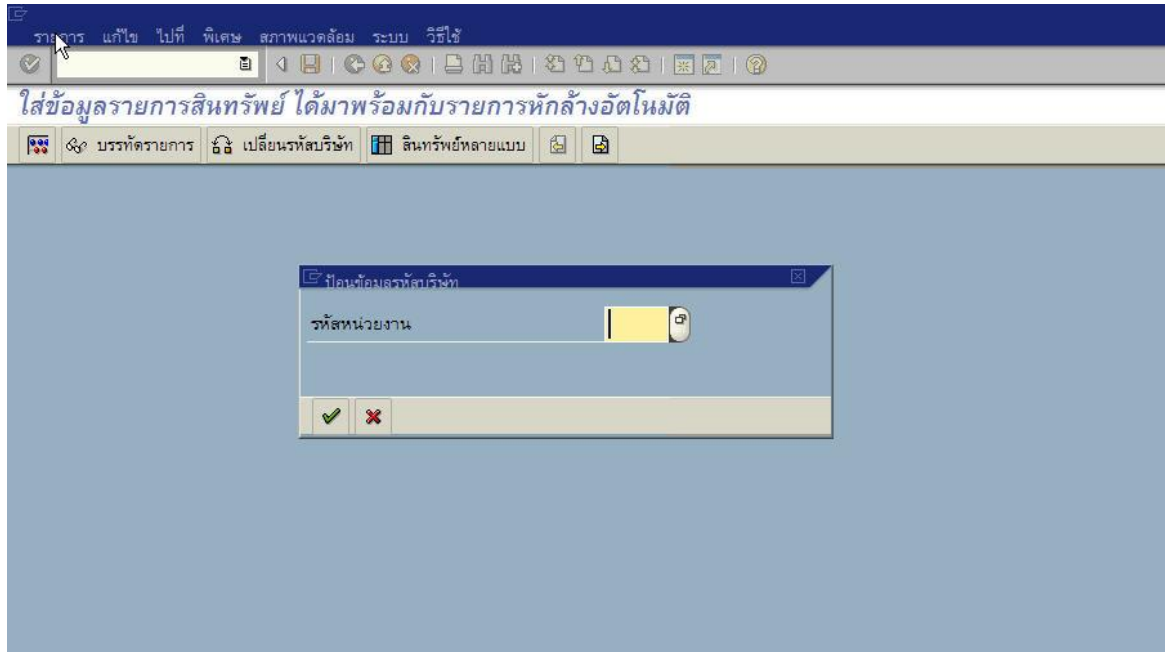 รายการ แก้ไข ไปที่ พิเศษ สภาพแวดล้อม ระบบ วิธีใช้
ใส่ข้อมูลรายการสินทรัพย์ ได้มาพร้อมกับรายการหักล้างอัตโนมัติ
บรรทัดรายการ เปลี่ยนรหัสบริษัท สินทรัพย์หลายแบบ
ป้อนข้อมูลรหัสบริษัท
รหัสหน่วยงาน